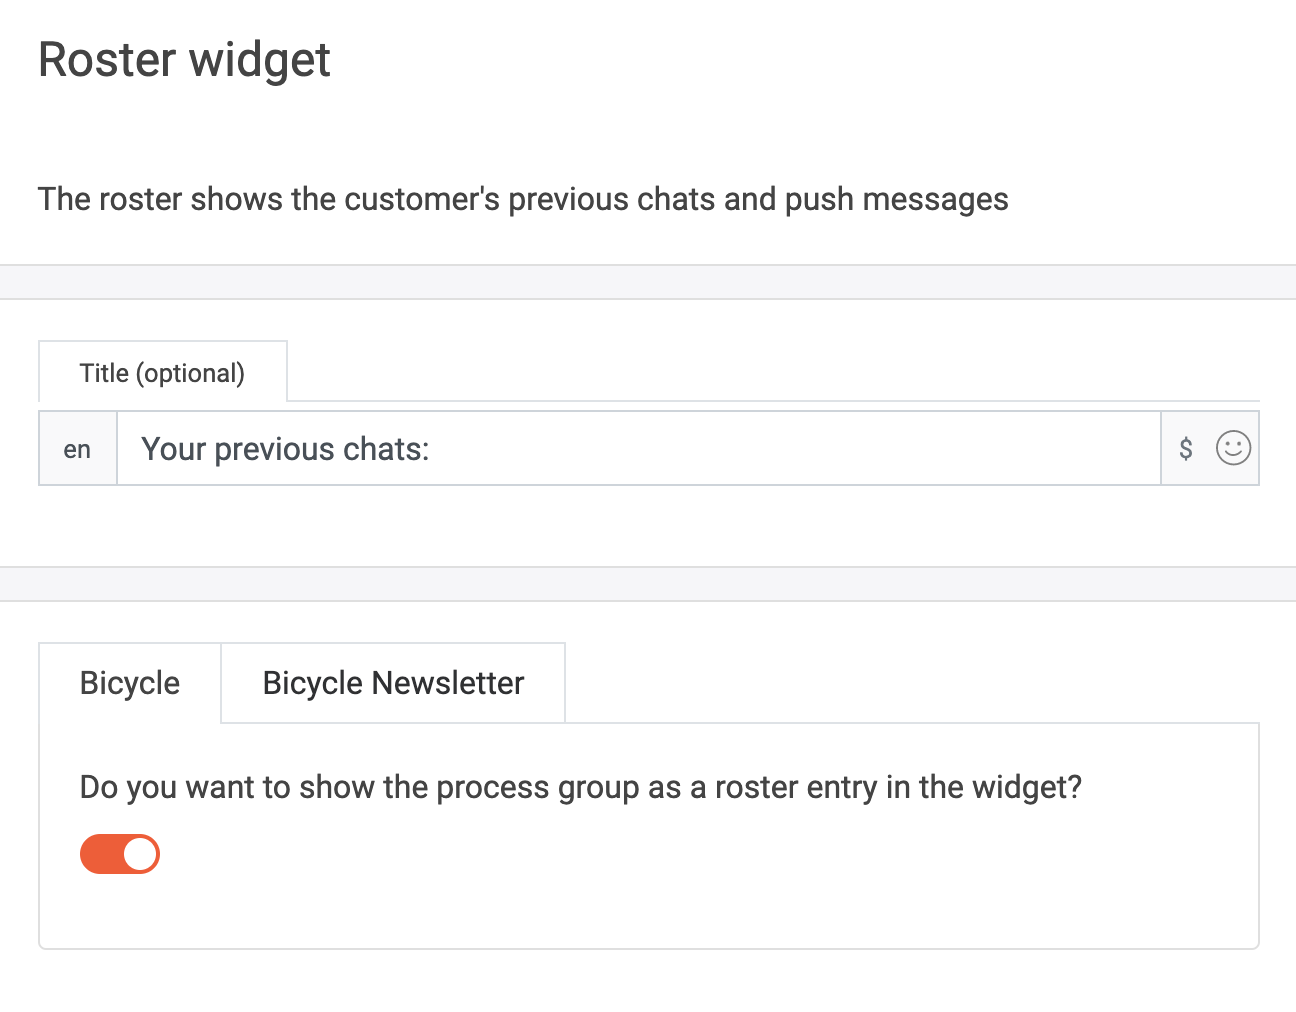 Roster widget
The roster shows the customer's previous chats and push messages
Title (optional)
en Your previous chats: $
Bicycle Bicycle Newsletter
Do you want to show the process group as a roster entry in the widget?